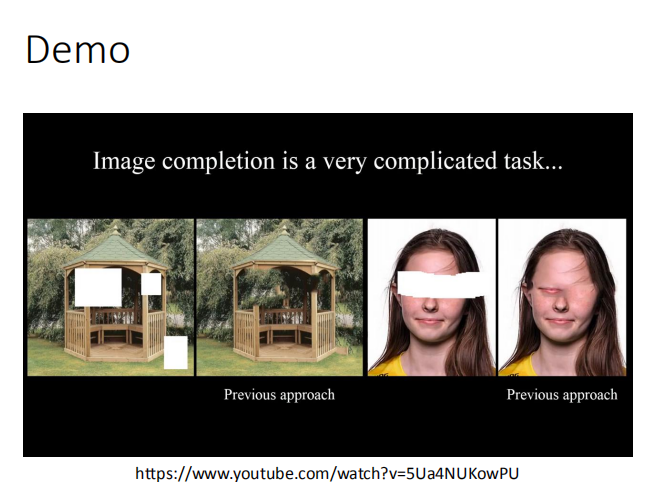 Demo
Image completion is a very complicated task...
Previous approach
Previous approach
https://www.youtube.com/watch?v=5Ua4NUKowPU